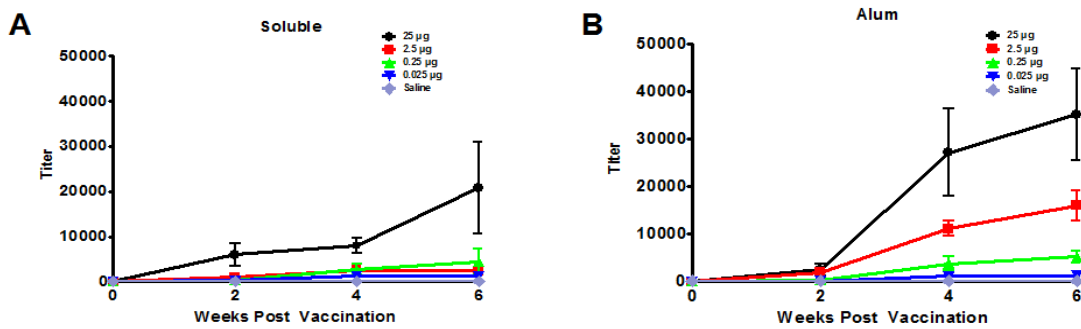 A
Soluble
25 µg
2.5 µg
0.25 µg
0.025 µg
Saline
50000
40000
30000
20000
10000
0
Titer
0 2 4 6
Weeks Post Vaccination
B
Alum
25 µg
2.5 µg
0.25 µg
0.025 µg
Saline
50000
40000
30000
20000
10000
0
Titer
0 2 4 6
Weeks Post Vaccination